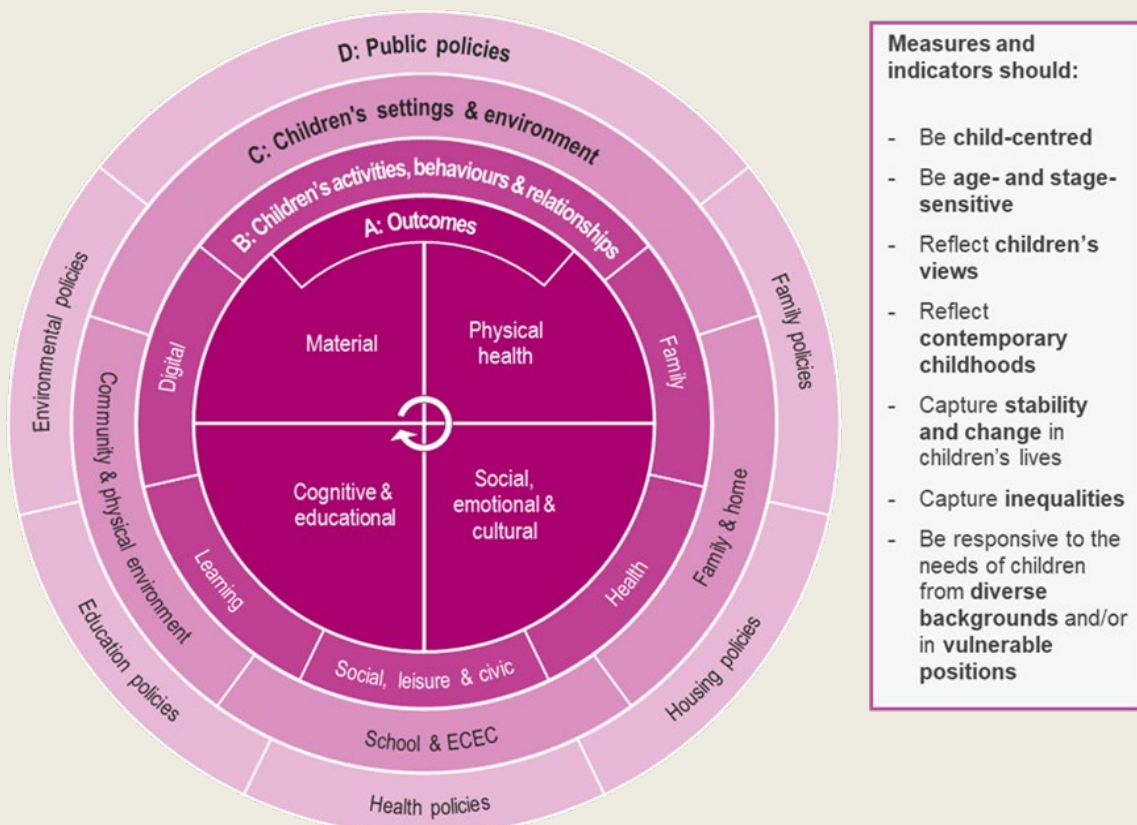 D: Public policies
C: Children's settings & environment
B: Children's activities, behaviours & relationships
A: Outcomes
Material
Physical
health
Cognitive &
educational
Social,
emotional &
cultural
Digital
Family
Learning
Health
Social, leisure & civic
Community & physical environment
Family & home
School & ECEC
Environmental policies
Family policies
Education policies
Housing policies
Health policies
Measures and
indicators should:
- Be child-centred
- Be age- and stage-
sensitive
- Reflect children's
views
- Reflect
contemporary
childhoods
- Capture stability
and change in
children's lives
- Capture inequalities
- Be responsive to the
needs of children
from diverse
backgrounds and/or
in vulnerable
positions